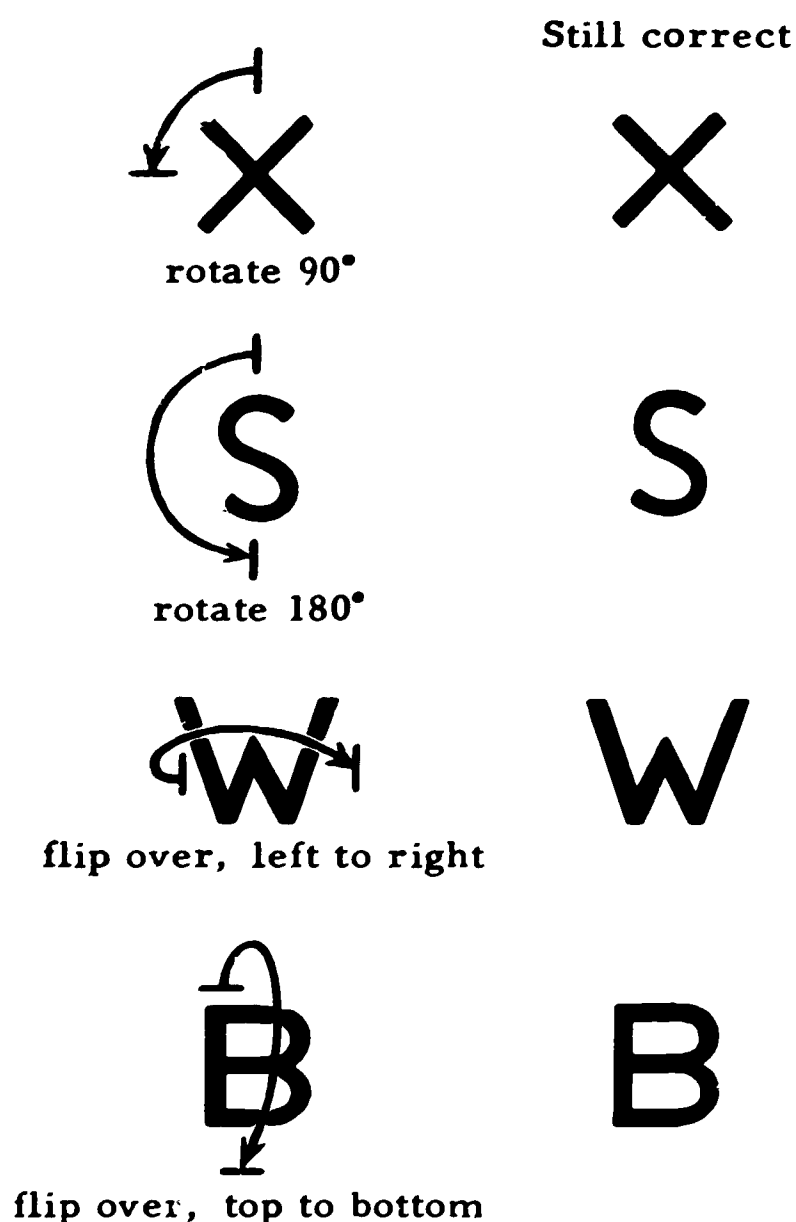 Still correct
X X
rotate 90°
S S
rotate 180°
W W
flip over, left to right
B B
flip over, top to bottom